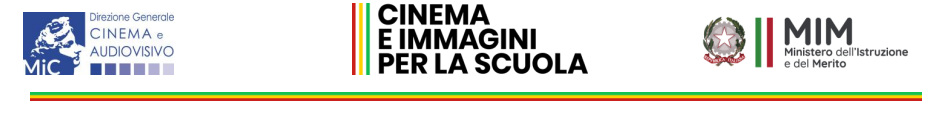 MiC
Direzione Generale
CINEMA e
AUDIOVISIVO
CINEMA
E IMMAGINI
PER LA SCUOLA
MIM
Ministero dell'Istruzione
e del Merito